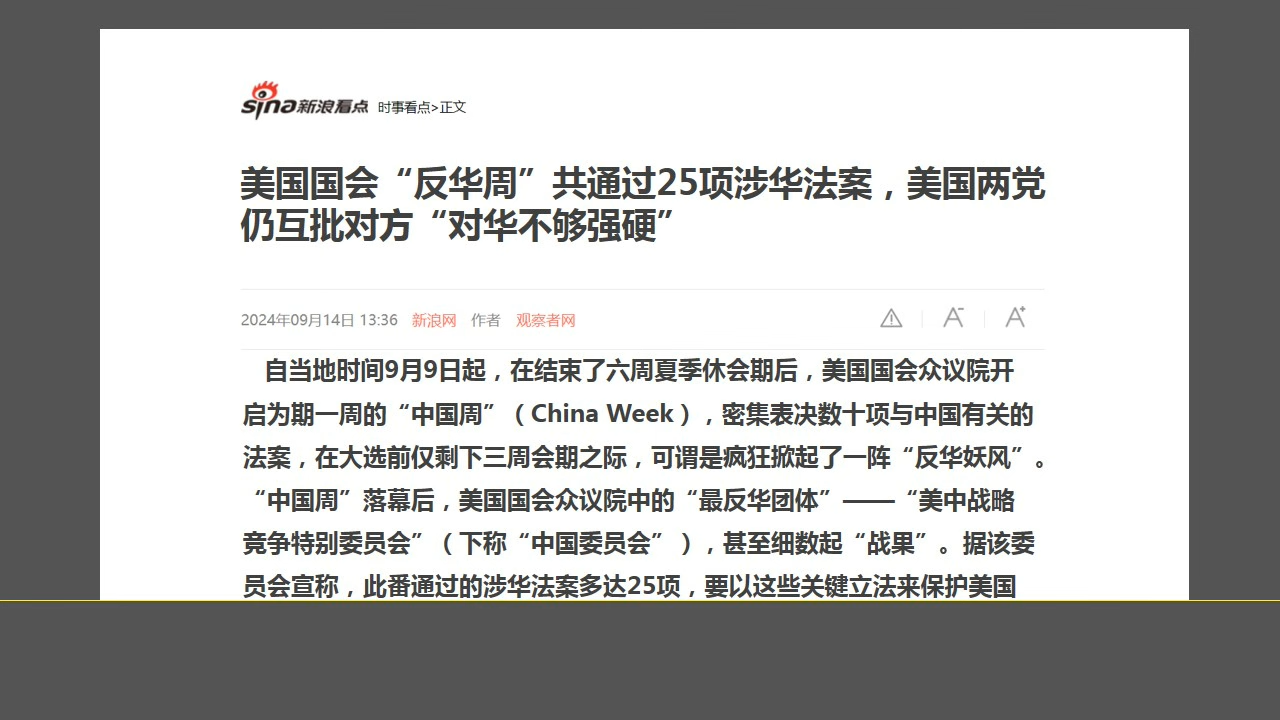 sina新浪看点 时事看点>正文
美国国会“反华周”共通过25项涉华法案，美国两党
仍互批对方“对华不够强硬”
2024年09月14日 13:36 新浪网 作者 观察者网
A- A+
自当地时间9月9日起，在结束了六周夏季休会期后，美国国会众议院开
启为期一周的“中国周”（China Week），密集表决数十项与中国有关的
法案，在大选前仅剩下三周会期之际，可谓是疯狂掀起了一阵“反华妖风”。
“中国周”落幕后，美国国会众议院中的“最反华团体”——“美中战略
竞争特别委员会”（下称“中国委员会”），甚至细数起“战果”。据该委
员会宣称，此番通过的涉华法案多达25项，要以这些关键立法来保护美国